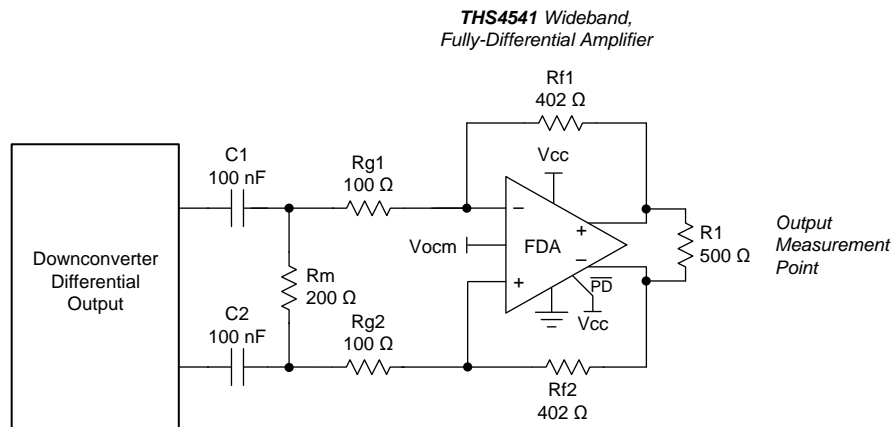 THS4541 Wideband,
Fully-Differential Amplifier
Rf1
402 Ω
C1
100 nF
Rg1
100 Ω
Vcc
Downconverter
Differential
Output
Rm
200 Ω
Vocm
−
+
FDA
+
−
PD
Vcc
R1
500 Ω
Output
Measurement
Point
C2
100 nF
Rg2
100 Ω
Rf2
402 Ω